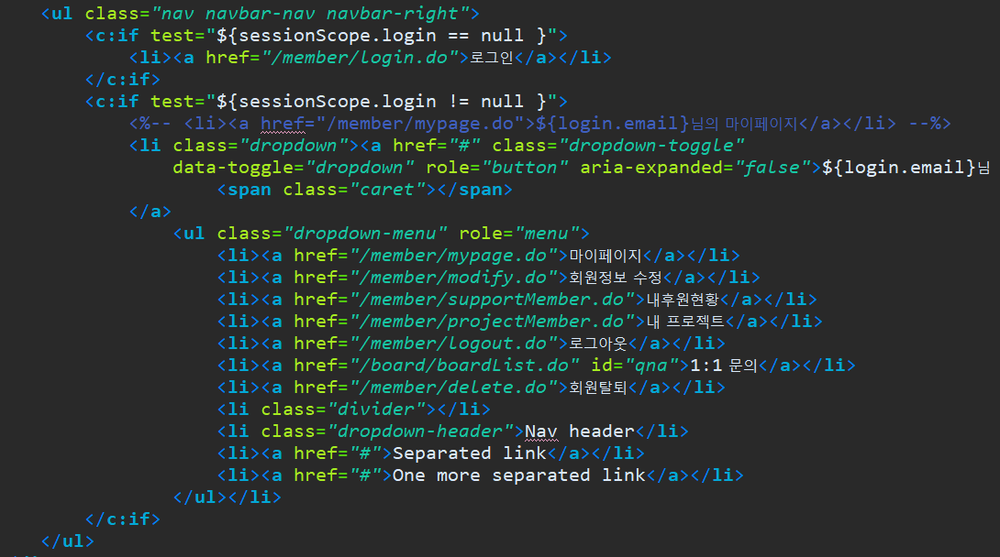 <ul class="nav navbar-nav navbar-right">
<c:if test="${sessionScope.login == null }">
<li><a href="/member/login.do">로그인</a></li>
</c:if>
<c:if test="${sessionScope.login != null }">
<%-- <li><a href="/member/mypage.do">${login.email}님의 마이페이지</a></li> --%>
<li class="dropdown"><a href="#" class="dropdown-toggle"
data-toggle="dropdown" role="button" aria-expanded="false">${login.email}님
<span class="caret"></span>
</a>
<ul class="dropdown-menu" role="menu">
<li><a href="/member/mypage.do">마이페이지</a></li>
<li><a href="/member/modify.do">회원정보 수정</a></li>
<li><a href="/member/supportMember.do">내후원현황</a></li>
<li><a href="/member/projectMember.do">내 프로젝트</a></li>
<li><a href="/member/logout.do">로그아웃</a></li>
<li><a href="/board/boardList.do" id="qna">1:1 문의</a></li>
<li><a href="/member/delete.do">회원탈퇴</a></li>
<li class="divider"></li>
<li class="dropdown-header">Nav header</li>
<li><a href="#">Separated link</a></li>
<li><a href="#">One more separated link</a></li>
</ul></li>
</c:if>
</ul>